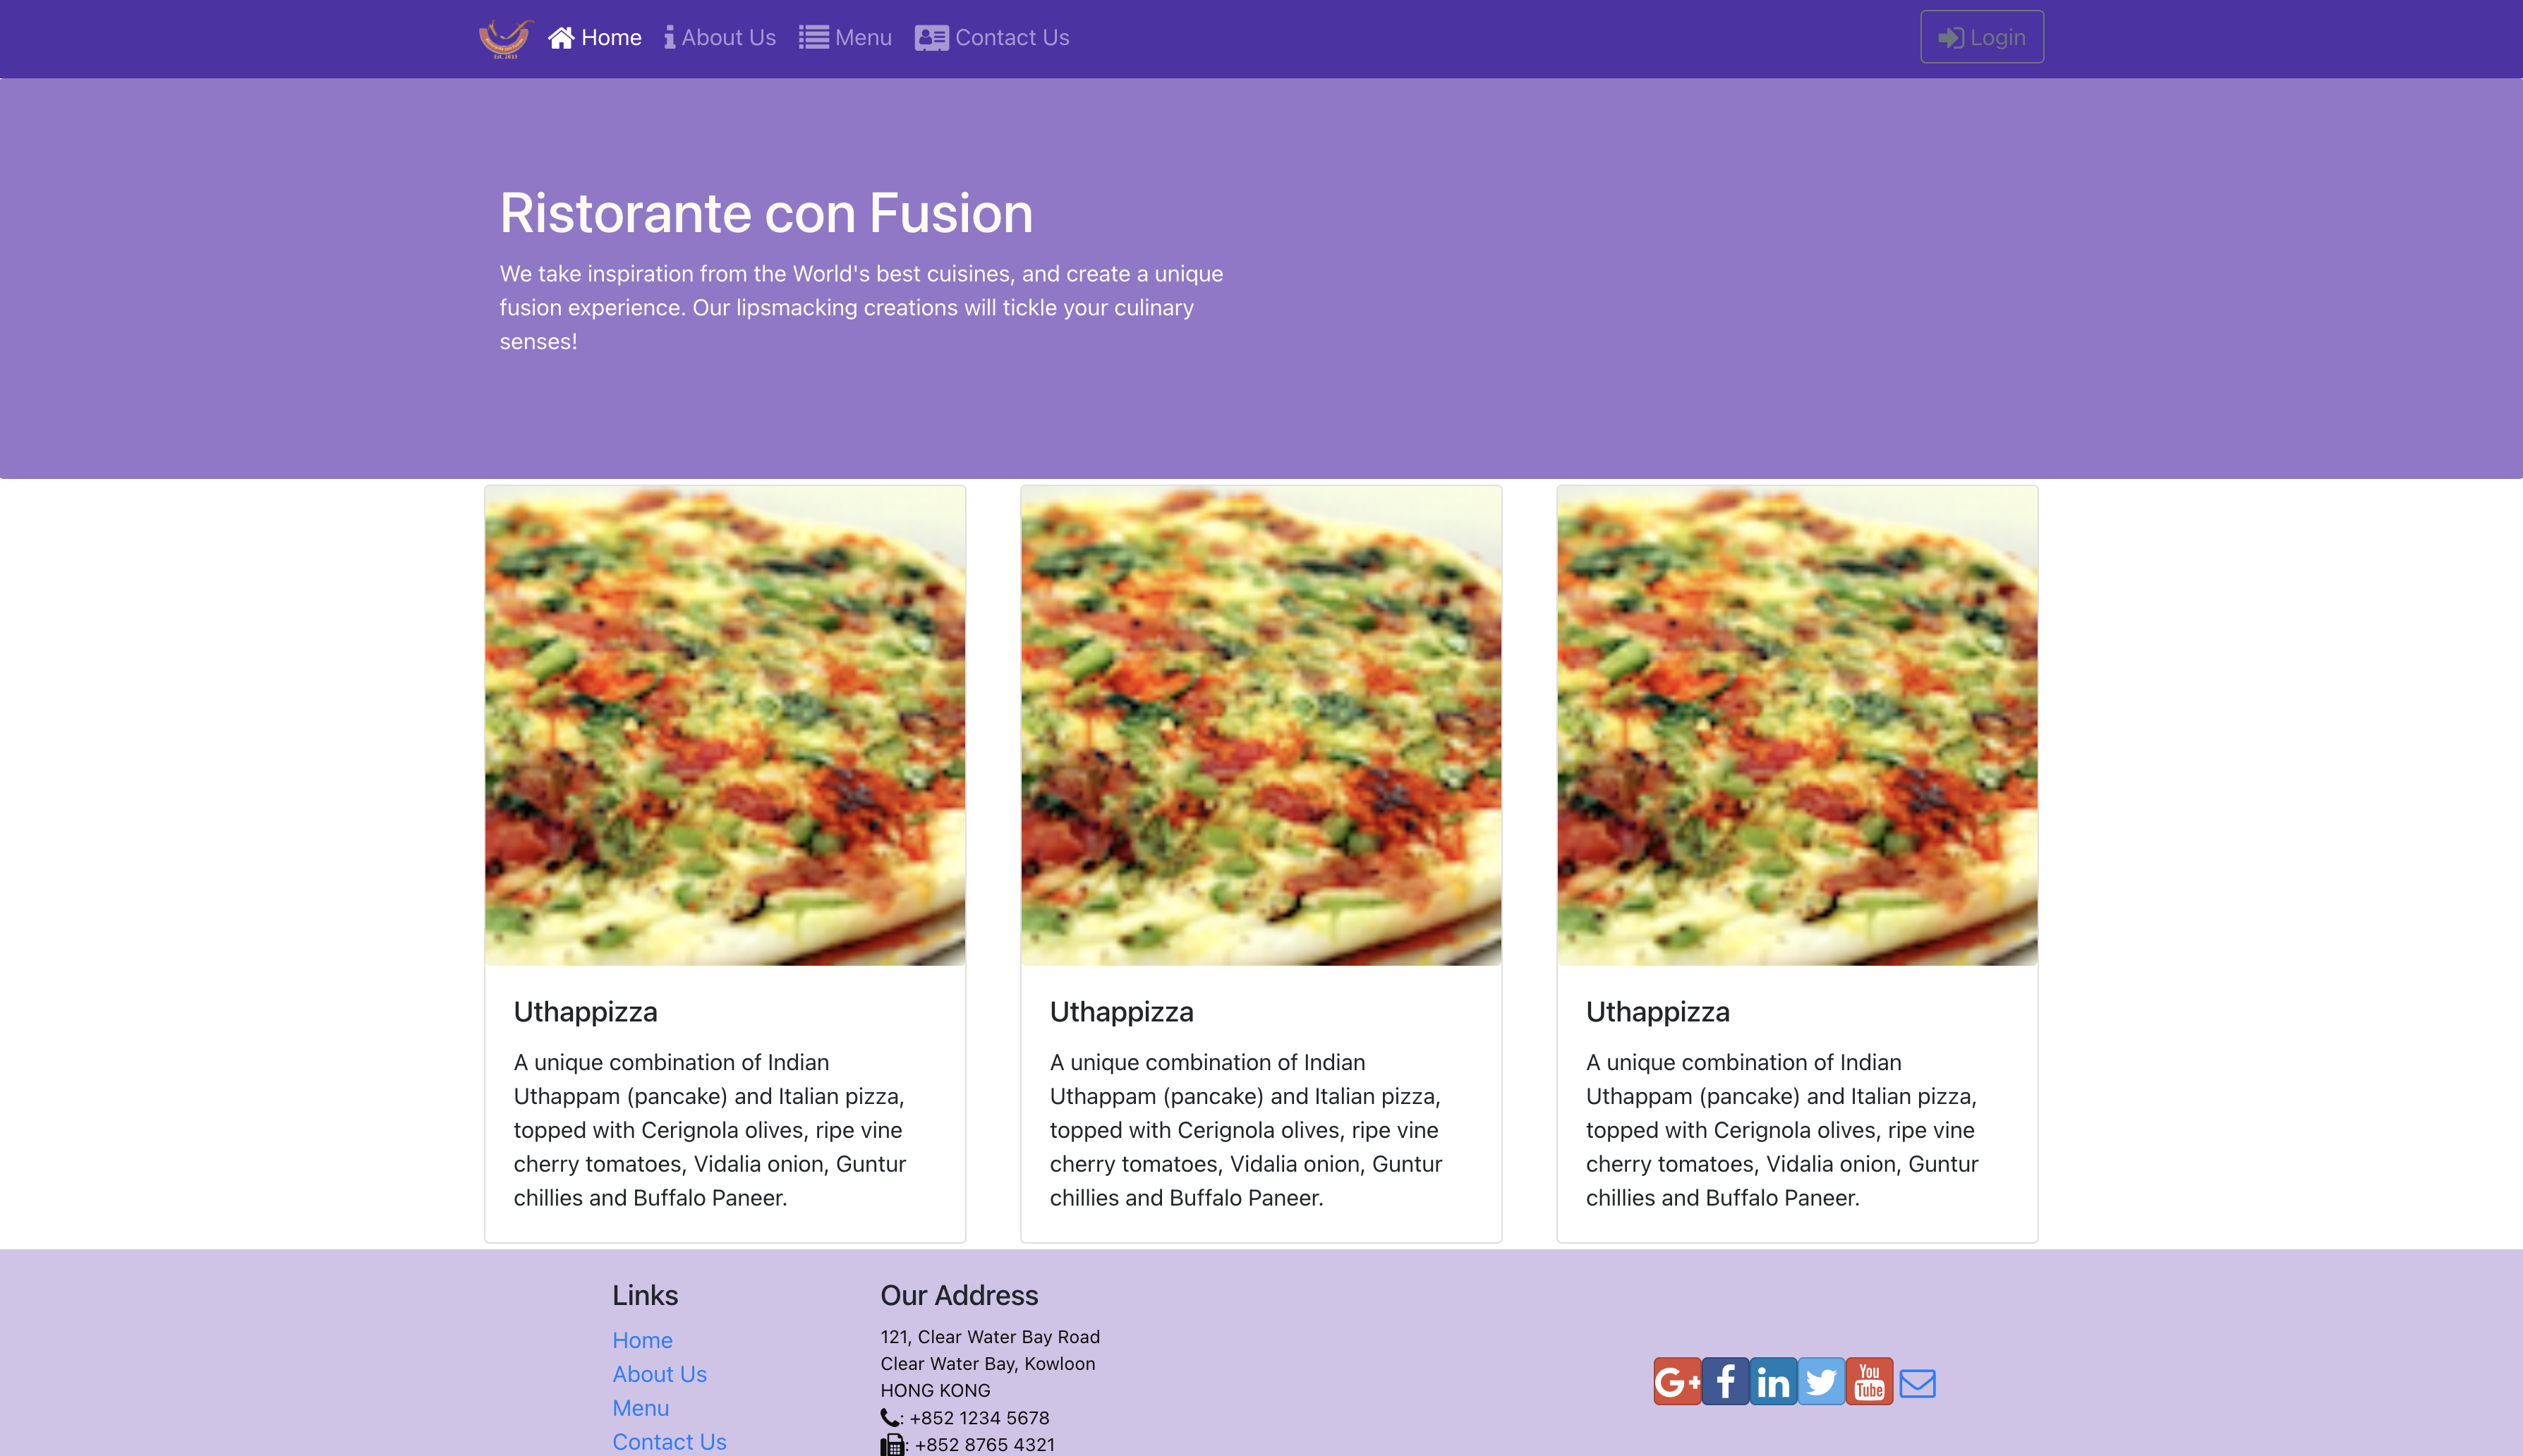 Home About Us Menu Contact Us Login
Est. 2013
Ristorante con Fusion
We take inspiration from the World's best cuisines, and create a unique
fusion experience. Our lipsmacking creations will tickle your culinary
senses!
Uthappizza
A unique combination of Indian
Uthappam (pancake) and Italian pizza,
topped with Cerignola olives, ripe vine
cherry tomatoes, Vidalia onion, Guntur
chillies and Buffalo Paneer.
Uthappizza
A unique combination of Indian
Uthappam (pancake) and Italian pizza,
topped with Cerignola olives, ripe vine
cherry tomatoes, Vidalia onion, Guntur
chillies and Buffalo Paneer.
Uthappizza
A unique combination of Indian
Uthappam (pancake) and Italian pizza,
topped with Cerignola olives, ripe vine
cherry tomatoes, Vidalia onion, Guntur
chillies and Buffalo Paneer.
Links
Home
About Us
Menu
Contact Us
Our Address
121, Clear Water Bay Road
Clear Water Bay, Kowloon
HONG KONG
: +852 1234 5678
: +852 8765 4321
G+ f in You
Tube